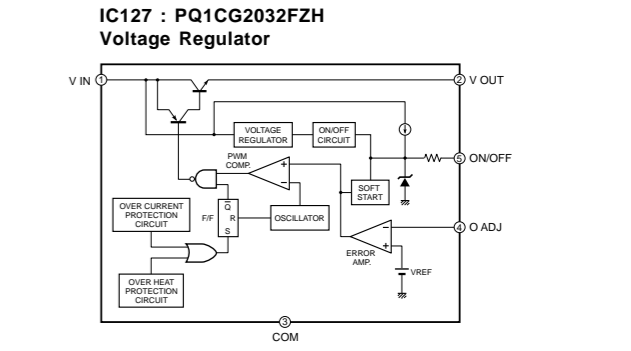 IC127 : PQ1CG2032FZH
Voltage Regulator
V IN 1
2 V OUT
VOLTAGE
REGULATOR
ON/OFF
CIRCUIT
5 ON/OFF
PWM
COMP.
+
−
SOFT
START
OVER CURRENT
PROTECTION
CIRCUIT
F/F
Q
R
S
OSCILLATOR
−
+
4 O ADJ
ERROR
AMP.
VREF
OVER HEAT
PROTECTION
CIRCUIT
3
COM